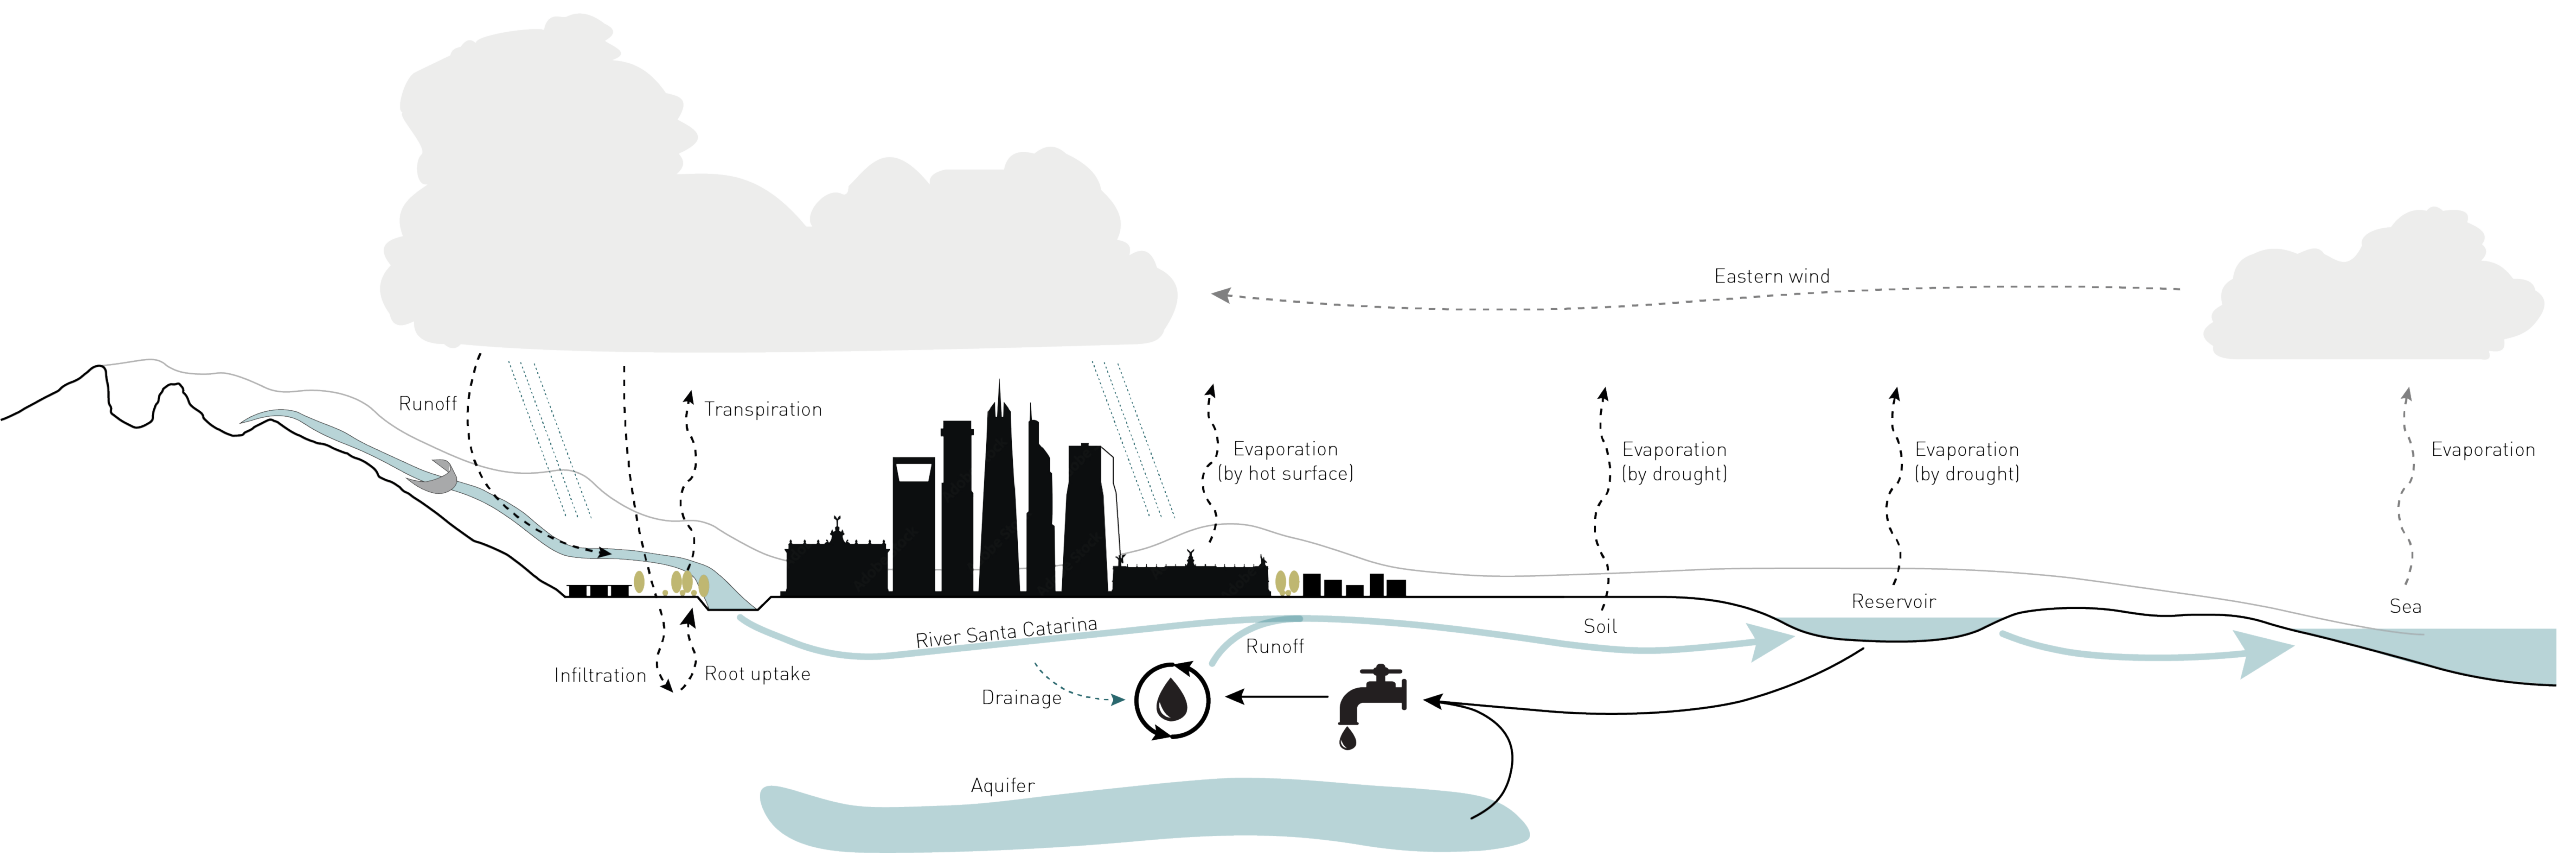 Eastern wind
Runoff
Transpiration
Evaporation
(by hot surface)
Evaporation
(by drought)
Evaporation
(by drought)
Evaporation
Reservoir
Sea
River Santa Catarina
Soil
Runoff
Infiltration
Root uptake
Drainage
Aquifer